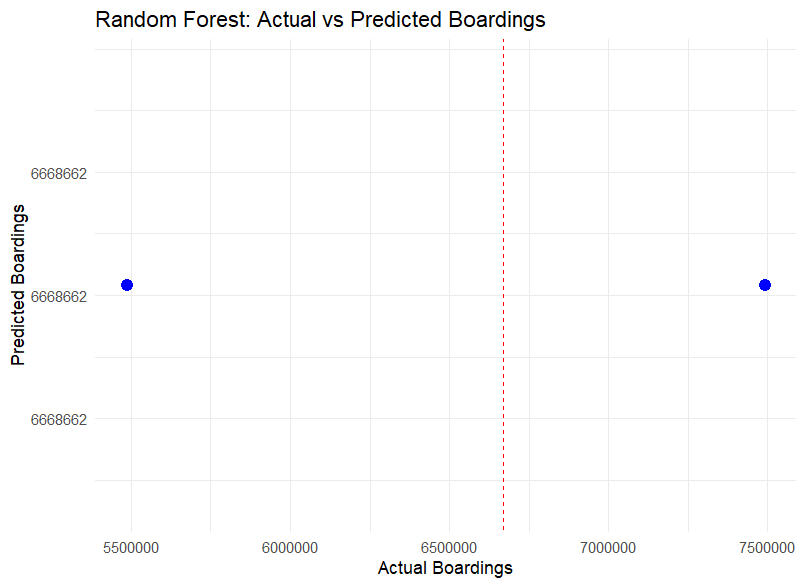 Random Forest: Actual vs Predicted Boardings
Predicted Boardings
6668662
6668662
6668662
5500000 6000000 6500000 7000000 7500000
Actual Boardings